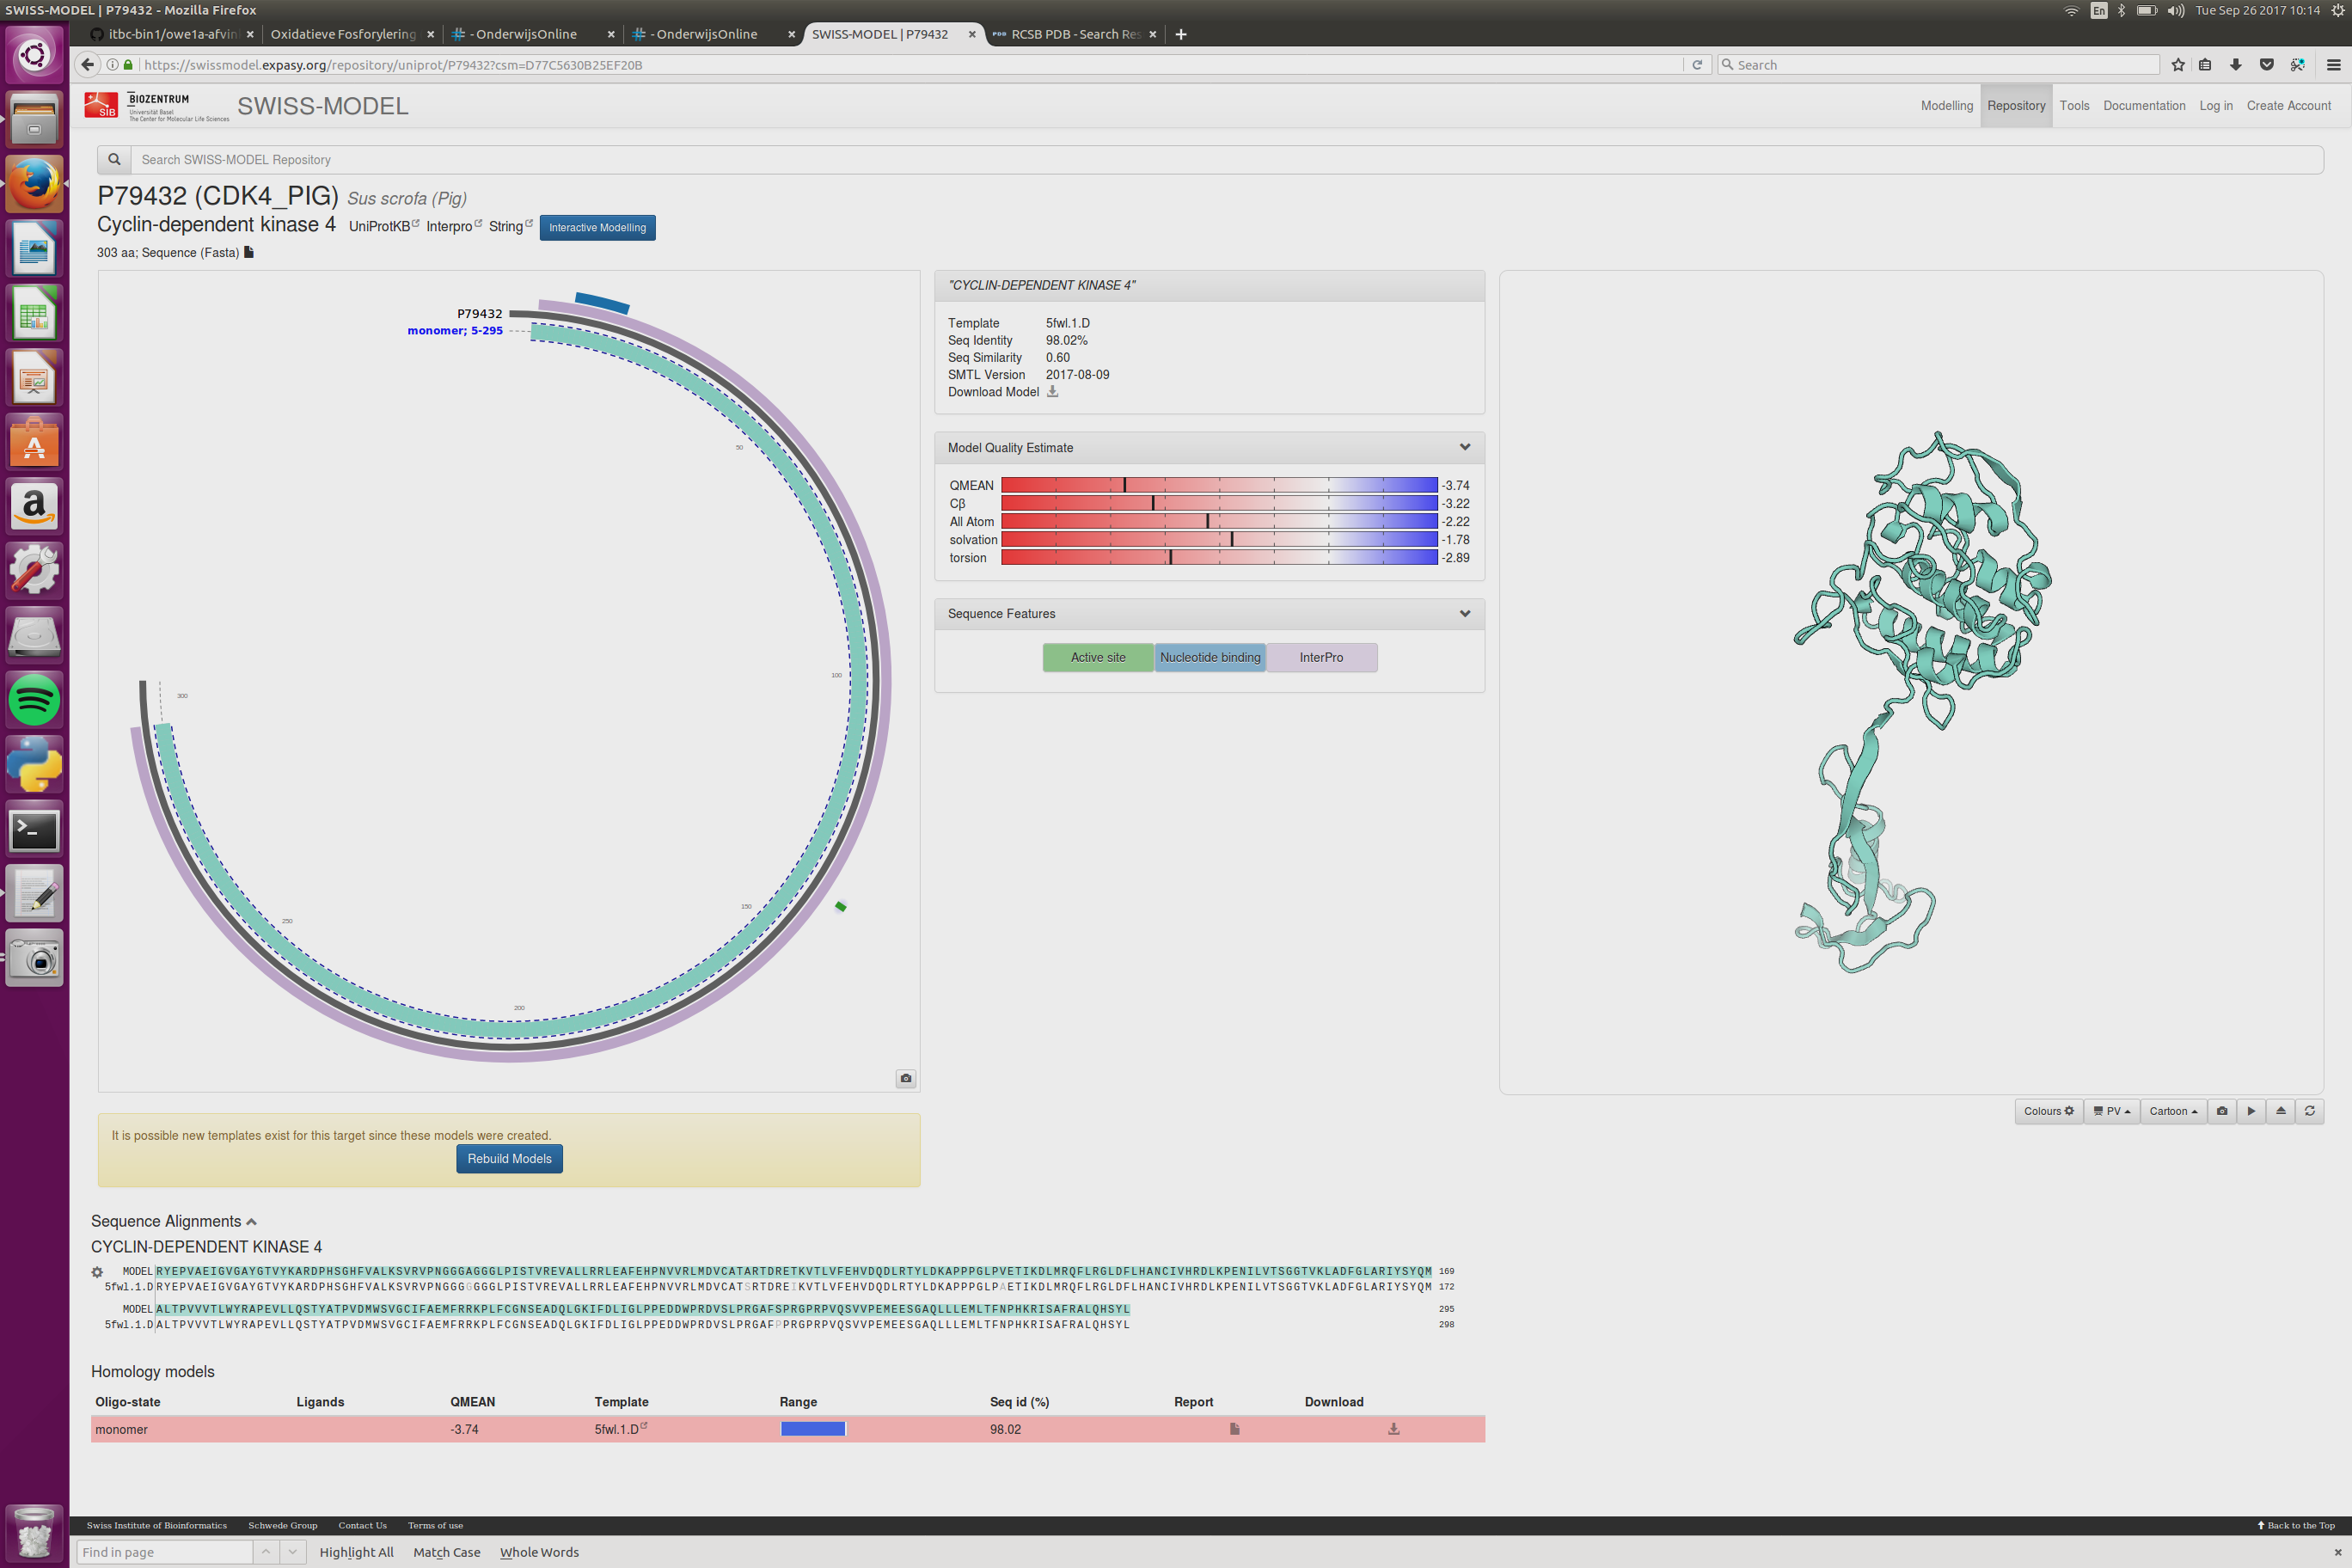 SWISS-MODEL | P79432 - Mozilla Firefox
En
Tue Sep 26 2017 10:14
itbc-bin1/owe1a-afvin
Oxidatieve Fosforylering
- OnderwijsOnline
- OnderwijsOnline
SWISS-MODEL | P79432
RCSB PDB - Search Res
https://swissmodel.expasy.org/repository/uniprot/P79432?csm=D77C5630B25EF20B
Search
SIB
BIOZENTRUM
Universität Basel
The Center for Molecular Life Sciences
SWISS-MODEL
Modelling
Repository
Tools
Documentation
Log in
Create Account
Search SWISS-MODEL Repository
P79432 (CDK4_PIG) Sus scrofa (Pig)
Cyclin-dependent kinase 4 UniProtKB Interpro String Interactive Modelling
303 aa; Sequence (Fasta)
P79432
monomer; 5-295
50
100
150
200
250
300
"CYCLIN-DEPENDENT KINASE 4"
Template 5fwl.1.D
Seq Identity 98.02%
Seq Similarity 0.60
SMTL Version 2017-08-09
Download Model
Model Quality Estimate
QMEAN -3.74
Cβ -3.22
All Atom -2.22
solvation -1.78
torsion -2.89
Sequence Features
Active site Nucleotide binding InterPro
Colours PV Cartoon
It is possible new templates exist for this target since these models were created.
Rebuild Models
Sequence Alignments
CYCLIN-DEPENDENT KINASE 4
MODEL RYEPVAEIGVGAYGTVYKARDPHSGHFVALKSVRVPNGGGAGGGLPISTVREVALLRRLEAFEHPNVVRLMDVCATARTDRETKVTLVFEHVDQDLRTYLDKAPPPGLPVETIKDLMRQFLRGLDFLHANCIVHRDLKPENILVTSGGTVKLADFGLARIYSYQM 169
5fwl.1.D RYEPVAEIGVGAYGTVYKARDPHSGHFVALKSVRVPNGGGGGGGLPISTVREVALLRRLEAFEHPNVVRLMDVCATSRTDREIKVTLVFEHVDQDLRTYLDKAPPPGLPAETIKDLMRQFLRGLDFLHANCIVHRDLKPENILVTSGGTVKLADFGLARIYSYQM 172
MODEL ALTPVVVTLWYRAPEVLLQSTYATPVDMWSVGCIFAEMFRRKPLFCGNSEADQLGKIFDLIGLPPEDDWPRDVSLPRGAFSPRGPRPVQSVVPEMEESGAQLLLEMLTFNPHKRISAFRALQHSYL 295
5fwl.1.D ALTPVVVTLWYRAPEVLLQSTYATPVDMWSVGCIFAEMFRRKPLFCGNSEADQLGKIFDLIGLPPEDDWPRDVSLPRGAFPPRGPRPVQSVVPEMEESGAQLLLEMLTFNPHKRISAFRALQHSYL 298
Homology models
Oligo-state Ligands QMEAN Template Range Seq id (%) Report Download
monomer -3.74 5fwl.1.D 98.02
Swiss Institute of Bioinformatics Schwede Group Contact Us Terms of use Back to the Top
Find in page Highlight All Match Case Whole Words